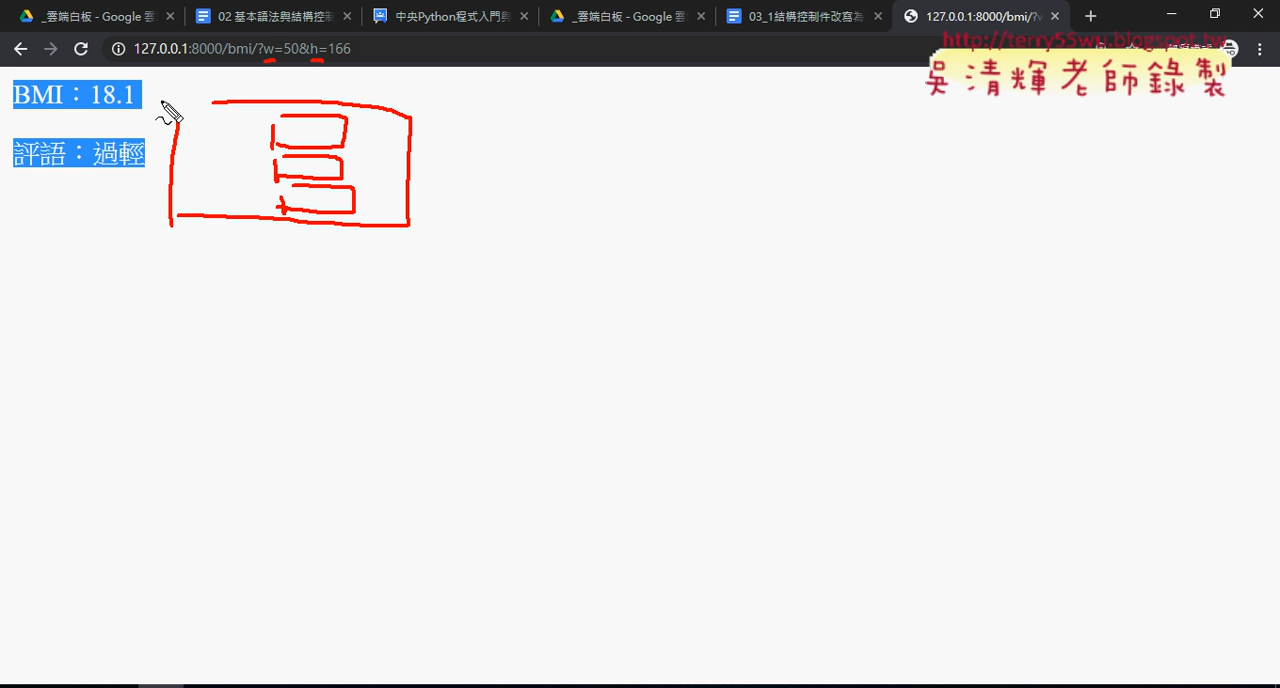 _雲端白板 - Google 雲
02 基本語法與結構控制
中央Python程式入門與
_雲端白板 - Google 雲
03_1結構控制件改寫為
127.0.0.1:8000/bmi/?w
127.0.0.1:8000/bmi/?w=50&h=166
http://terry55wu.blogspot.tw
吳清輝老師錄製
BMI：18.1
評語：過輕